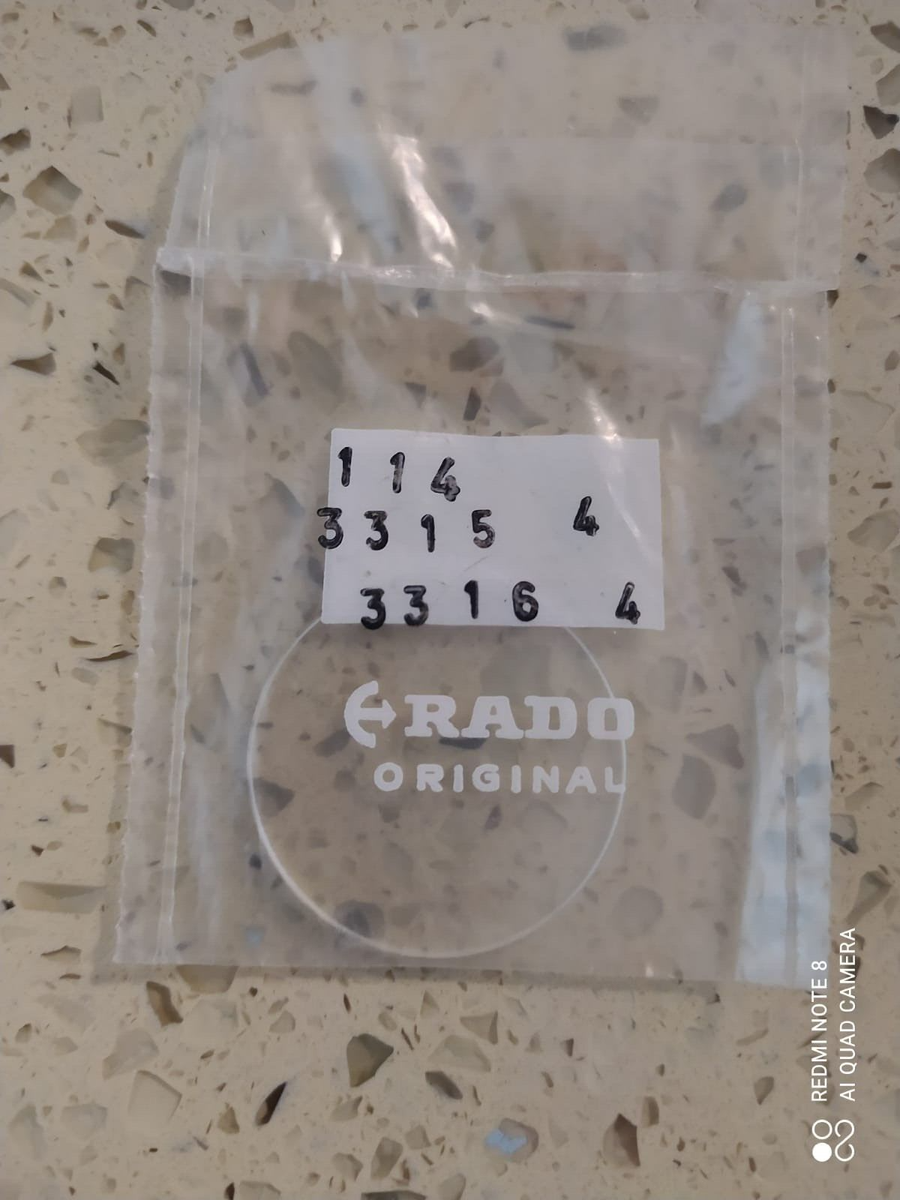 1 1 4
3 3 1 5 4
3 3 1 6 4
RADO
ORIGINAL
REDMI NOTE 8
AI QUAD CAMERA